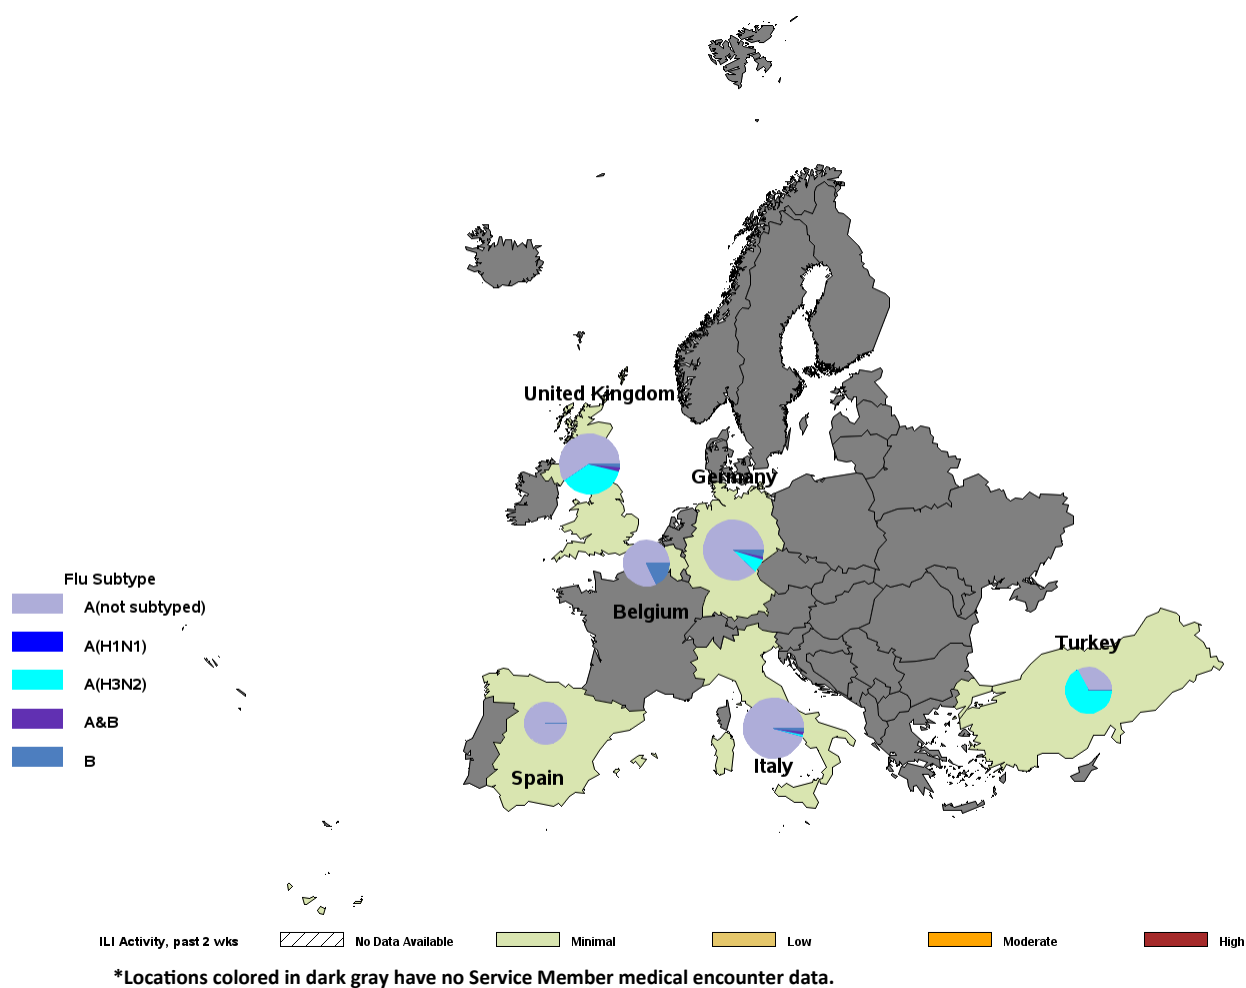 United Kingdom
Germany
Belgium
Flu Subtype
A(not subtyped)
A(H1N1)
A(H3N2)
A&B
B
Turkey
Spain
Italy
ILI Activity, past 2 wks
No Data Available
Minimal
Low
Moderate
High
*Locations colored in dark gray have no Service Member medical encounter data.